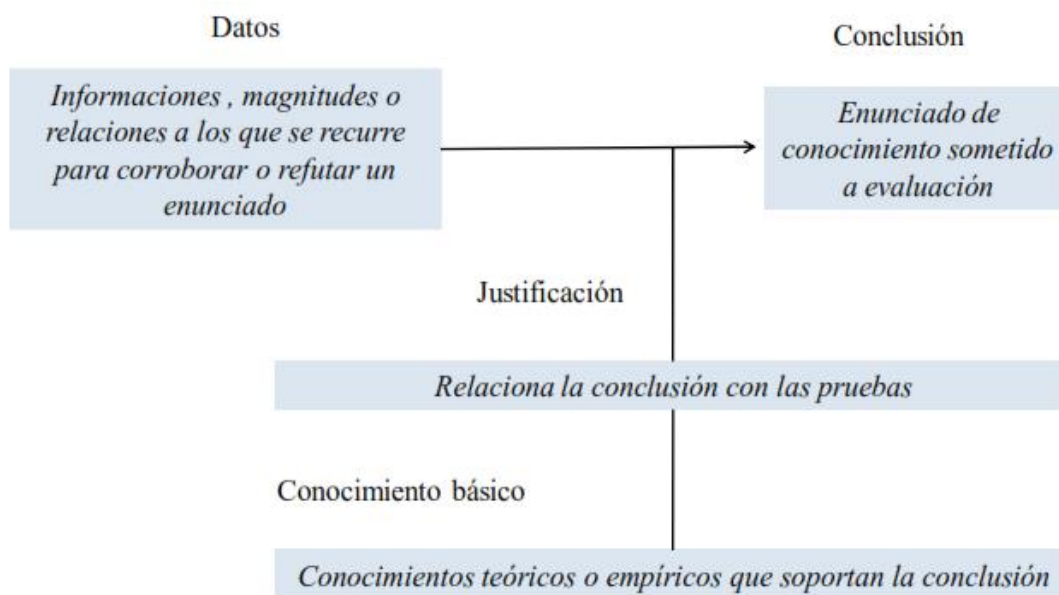 Datos
Conclusión
Informaciones , magnitudes o
relaciones a los que se recurre
para corroborar o refutar un
enunciado
Enunciado de
conocimiento sometido
a evaluación
Justificación
Relaciona la conclusión con las pruebas
Conocimiento básico
Conocimientos teóricos o empíricos que soportan la conclusión